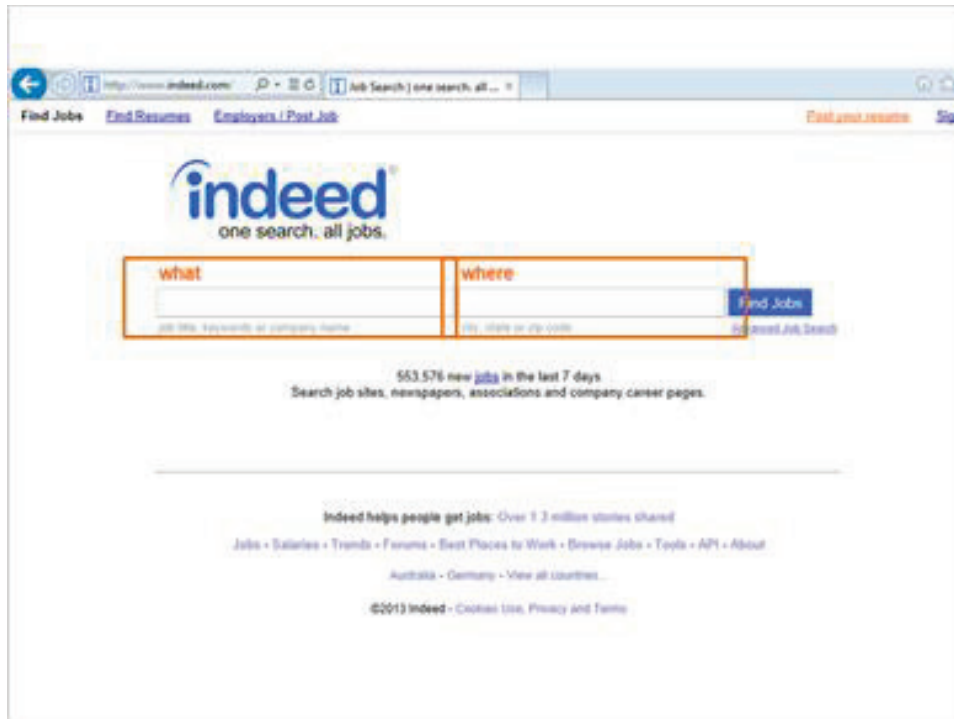 http://www.indeed.com/
Job Search | one search. all ...
Find Jobs Find Resumes Employers / Post Job Post your resume Sig
indeed
one search. all jobs.
what where
Find Jobs
job title, keywords or company name city, state or zip code Advanced Job Search
553,576 new jobs in the last 7 days
Search job sites, newspapers, associations and company career pages.
Indeed helps people get jobs: Over 1.3 million stories shared
Jobs - Salaries - Trends - Forums - Best Places to Work - Browse Jobs - Tools - API - About
Australia - Germany - View all countries...
©2013 Indeed - Cookies Use, Privacy and Terms